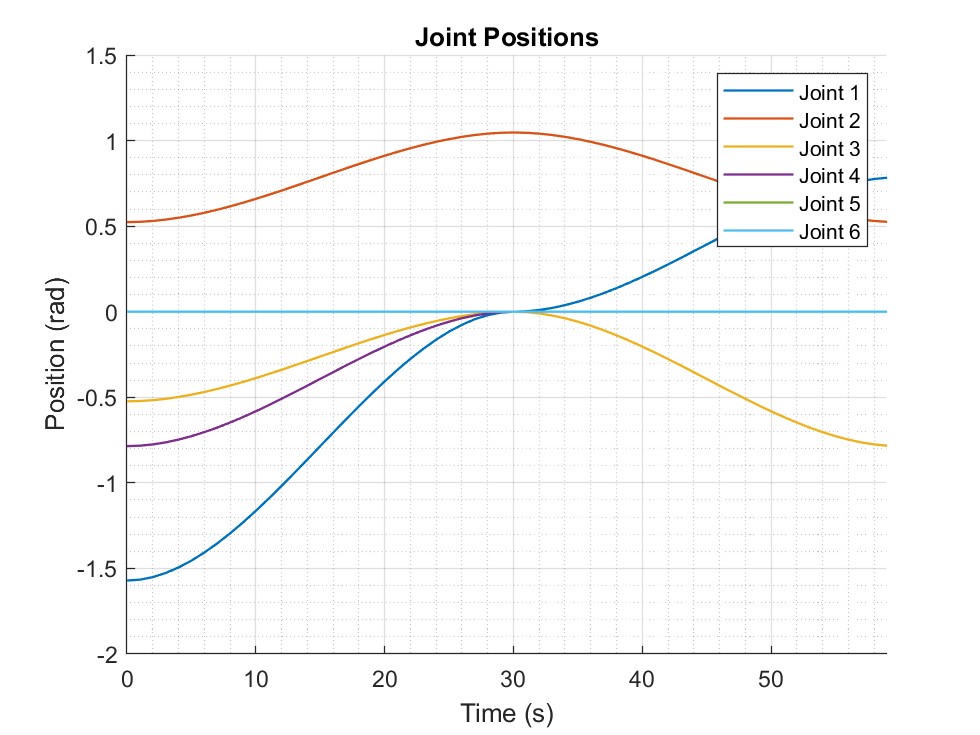 Joint Positions
1.5
1
0.5
0
-0.5
-1
-1.5
-2
Position (rad)
Joint 1
Joint 2
Joint 3
Joint 4
Joint 5
Joint 6
0 10 20 30 40 50
Time (s)